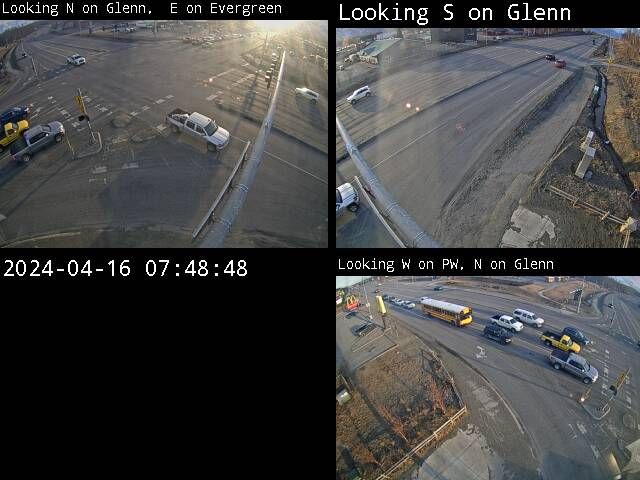 Looking N on Glenn,  E on Evergreen
Looking S on Glenn
2024-04-16 07:48:48
Looking W on PW, N on Glenn